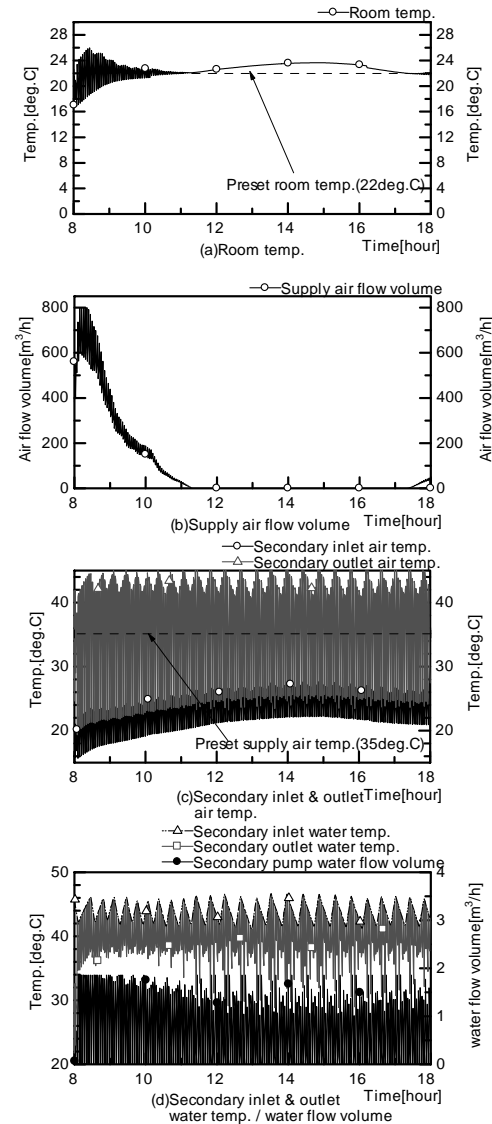 Room temp.
28 28
24 24
20 20
16 16
12 12
8 8
4 4
0 0
Temp.[deg.C] Temp.[deg.C]
Preset room temp.(22deg.C)
8 10 12 14 16 18
(a)Room temp. Time[hour]
Supply air flow volume
800 800
600 600
400 400
200 200
0 0
Air flow volume[m³/h] Air flow volume[m³/h]
8 10 12 14 16 18
(b)Supply air flow volume Time[hour]
Secondary inlet air temp.
Secondary outlet air temp.
40 40
30 30
20 20
Temp.[deg.C] Temp.[deg.C]
Preset supply air temp.(35deg.C)
8 10 12 14 16 18
(c)Secondary inlet & outlet Time[hour]
air temp.
Secondary inlet water temp.
Secondary outlet water temp.
Secondary pump water flow volume
50 4
40 3
30 2
20 1
0
Temp.[deg.C] water flow volume[m³/h]
8 10 12 14 16 18
(d)Secondary inlet & outlet Time[hour]
water temp. / water flow volume